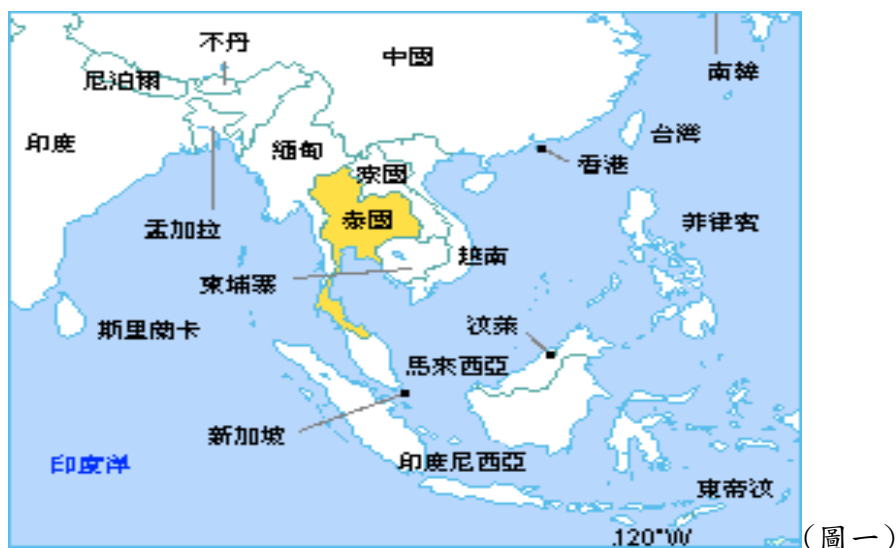 不丹
中國
南韓
尼泊爾
印度
台灣
緬甸
寮國
香港
泰國
孟加拉
菲律賓
越南
柬埔寨
斯里蘭卡
汶萊
馬來西亞
新加坡
印度洋
印度尼西亞
東帝汶
120°W
(圖一)